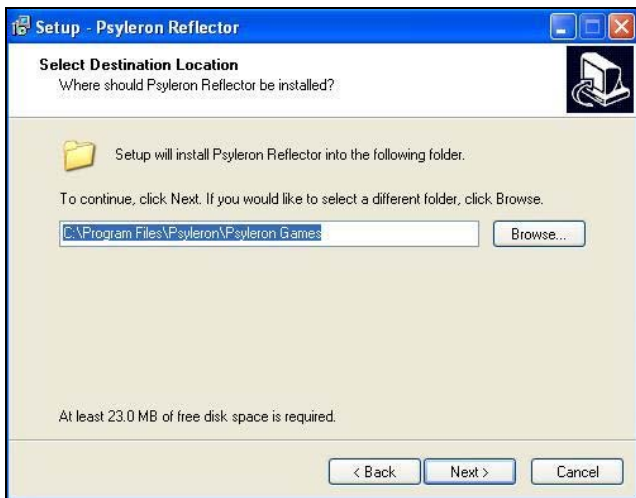 Setup - Psyleron Reflector
Select Destination Location
Where should Psyleron Reflector be installed?
Setup will install Psyleron Reflector into the following folder.
To continue, click Next. If you would like to select a different folder, click Browse.
C:\Program Files\Psyleron\Psyleron Games
Browse...
At least 23.0 MB of free disk space is required.
< Back Next > Cancel